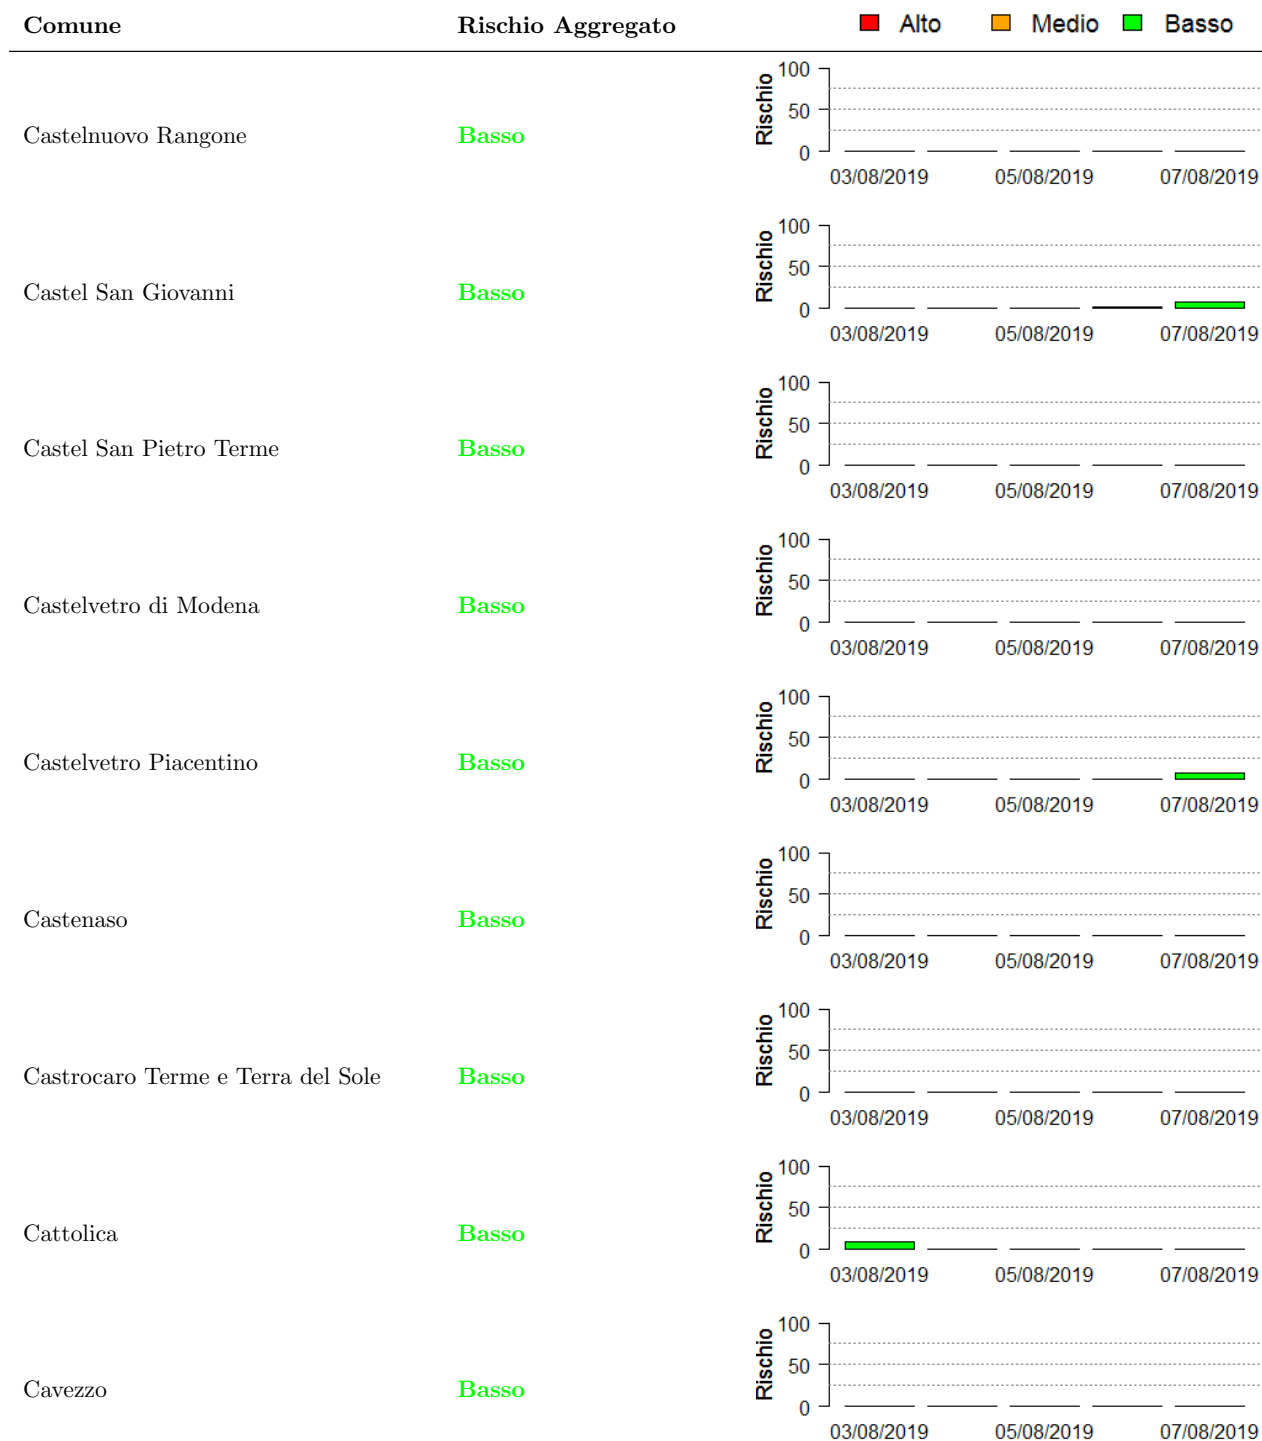 Comune Rischio Aggregato Alto Medio Basso
Castelnuovo Rangone Basso
Rischio
100
50
0
03/08/2019 05/08/2019 07/08/2019
Castel San Giovanni Basso
Rischio
100
50
0
03/08/2019 05/08/2019 07/08/2019
Castel San Pietro Terme Basso
Rischio
100
50
0
03/08/2019 05/08/2019 07/08/2019
Castelvetro di Modena Basso
Rischio
100
50
0
03/08/2019 05/08/2019 07/08/2019
Castelvetro Piacentino Basso
Rischio
100
50
0
03/08/2019 05/08/2019 07/08/2019
Castenaso Basso
Rischio
100
50
0
03/08/2019 05/08/2019 07/08/2019
Castrocaro Terme e Terra del Sole Basso
Rischio
100
50
0
03/08/2019 05/08/2019 07/08/2019
Cattolica Basso
Rischio
100
50
0
03/08/2019 05/08/2019 07/08/2019
Cavezzo Basso
Rischio
100
50
0
03/08/2019 05/08/2019 07/08/2019